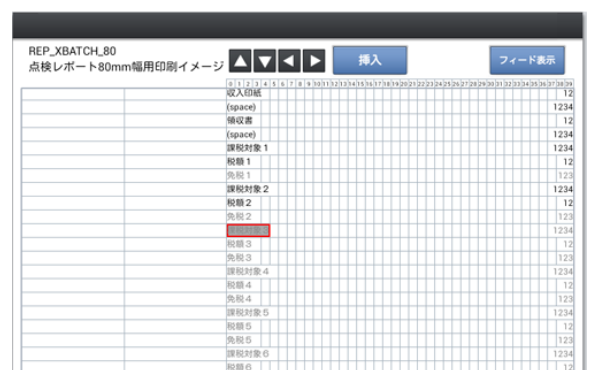 REP_XBATCH_80
点検レポート80mm幅用印刷イメージ
挿入
フィード表示
0 1 2 3 4 5 6 7 8 9 10 11 12 13 14 15 16 17 18 19 20 21 22 23 24 25 26 27 28 29 30 31 32 33 34 35 36 37 38 39
収入印紙 12
(space) 1234
領収書 12
(space) 1234
課税対象1 1234
税額1 12
免税1 123
課税対象2 1234
税額2 12
免税2 123
課税対象3 1234
税額3 12
免税3 123
課税対象4 1234
税額4 12
免税4 123
課税対象5 1234
税額5 12
免税5 123
課税対象6 1234
税額6 12